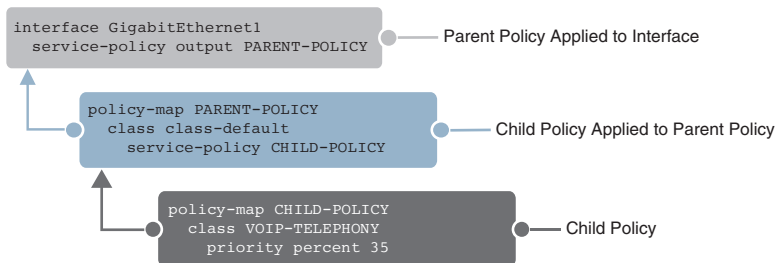 interface GigabitEthernet1
service-policy output PARENT-POLICY
Parent Policy Applied to Interface
policy-map PARENT-POLICY
class class-default
service-policy CHILD-POLICY
Child Policy Applied to Parent Policy
policy-map CHILD-POLICY
class VOIP-TELEPHONY
priority percent 35
Child Policy